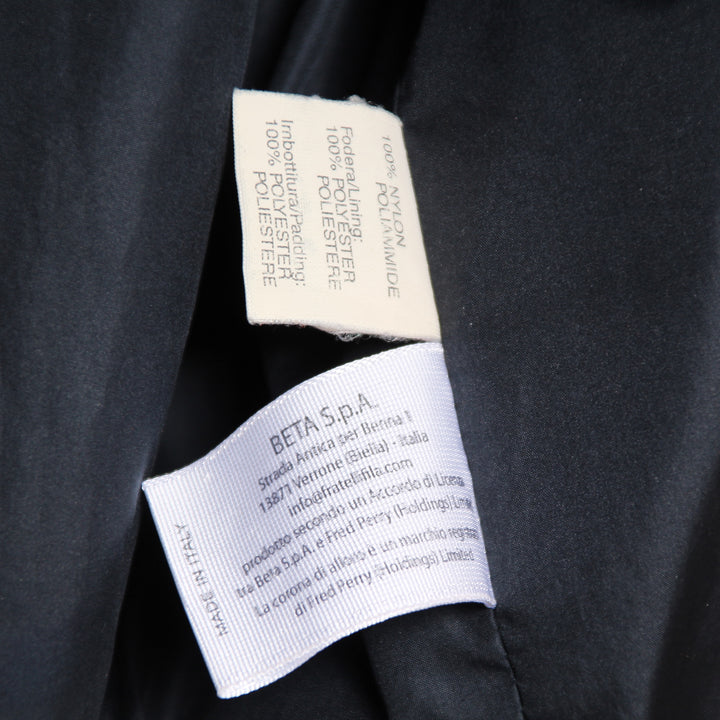 100% NYLON
POLIAMMIDE
Fodera/Lining:
100% POLYESTER
POLIESTERE
Imbottitura/Padding:
100% POLYESTER
POLIESTERE
BETA S.p.A.
Strada Antica per Benna 1
13871 Verrone (Biella) - Italia
info@fratellifila.com
prodotto secondo un Accordo di Licenza
tra Beta S.p.A. e Fred Perry (Holdings) Limited
La corona di alloro è un marchio registrato
di Fred Perry (Holdings) Limited
MADE IN ITALY